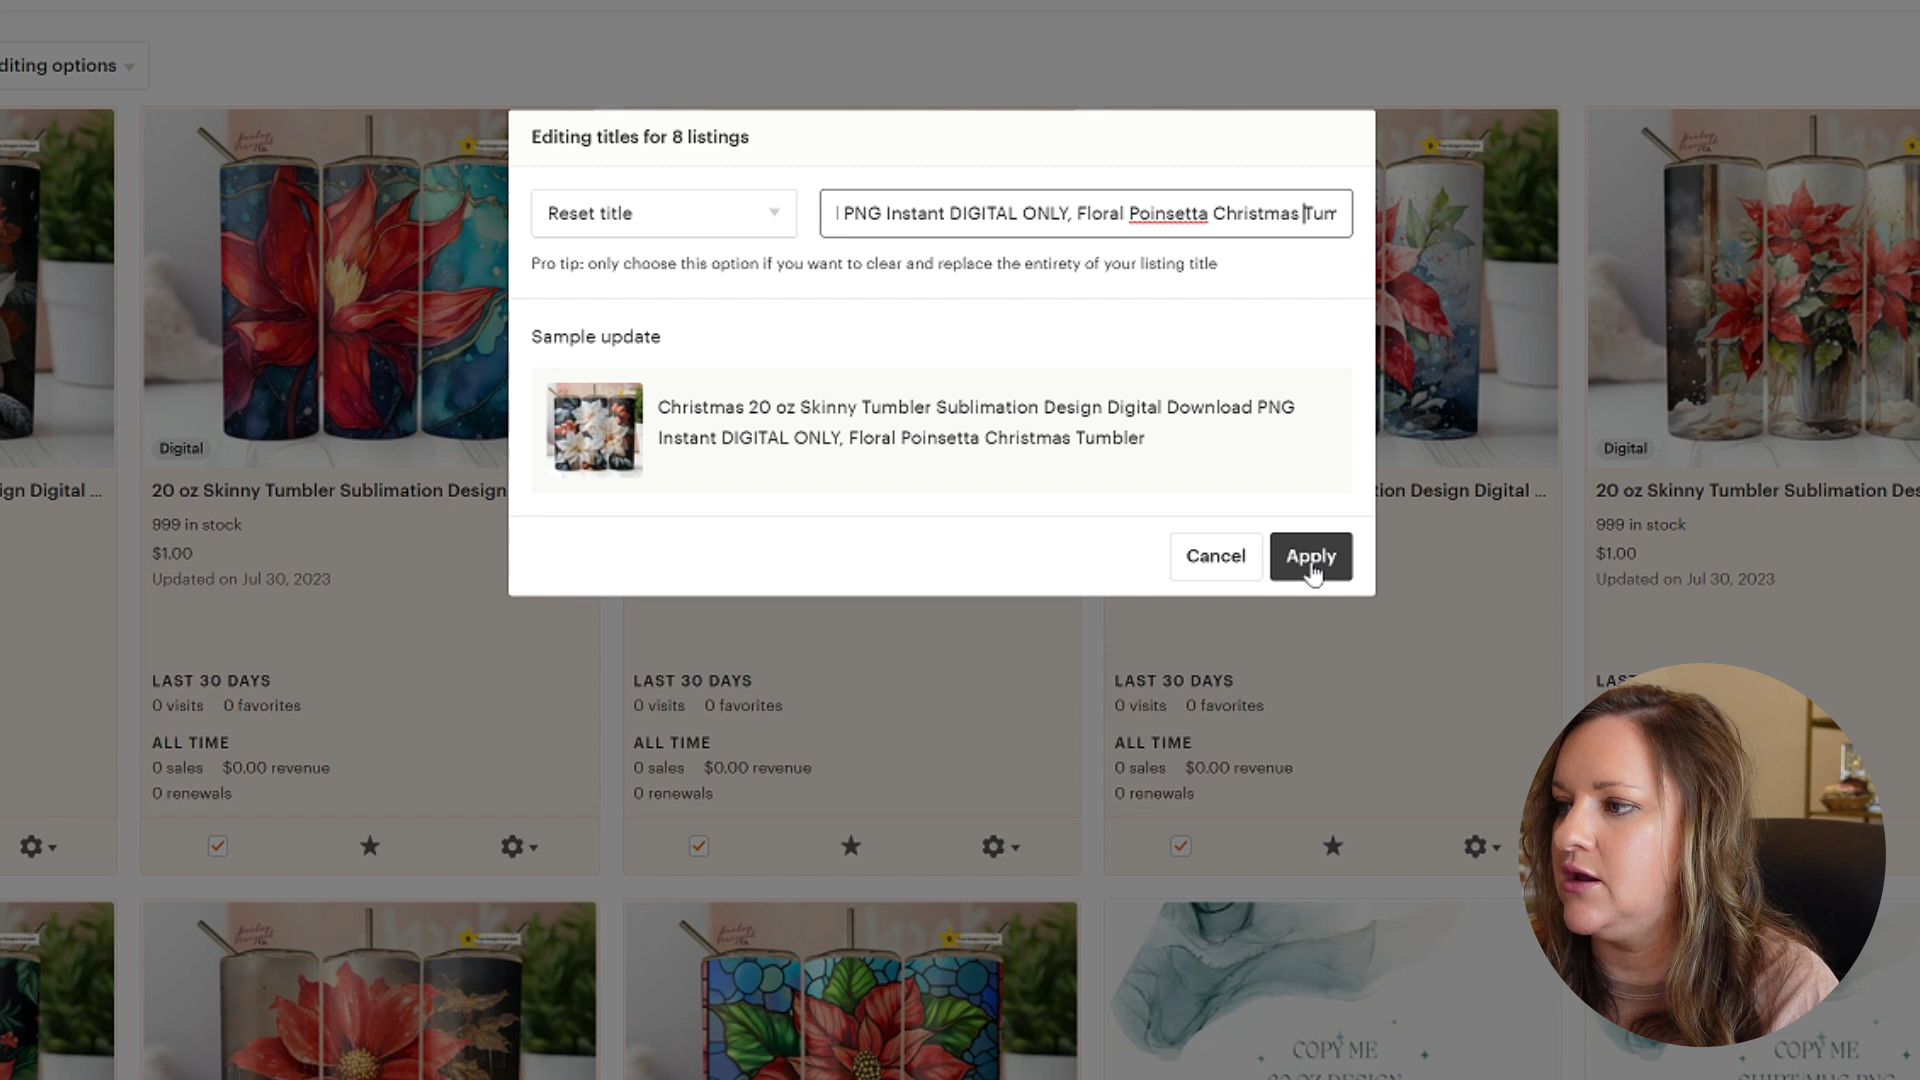 diting options
Editing titles for 8 listings
Reset title
l PNG Instant DIGITAL ONLY, Floral Poinsetta Christmas Tum
Pro tip: only choose this option if you want to clear and replace the entirety of your listing title
Sample update
Christmas 20 oz Skinny Tumbler Sublimation Design Digital Download PNG
Instant DIGITAL ONLY, Floral Poinsetta Christmas Tumbler
Cancel
Apply
Digital
Digital
ign Digital ...
20 oz Skinny Tumbler Sublimation Design
tion Design Digital ...
20 oz Skinny Tumbler Sublimation Des
999 in stock
999 in stock
$1.00
$1.00
Updated on Jul 30, 2023
Updated on Jul 30, 2023
LAST 30 DAYS
LAST 30 DAYS
LAST 30 DAYS
LAS
0 visits 0 favorites
0 visits 0 favorites
0 visits 0 favorites
ALL TIME
ALL TIME
ALL TIME
0 sales $0.00 revenue
0 sales $0.00 revenue
0 sales $0.00 revenue
0 renewals
0 renewals
0 renewals
COPY ME
20 OZ DESIGN
COPY ME
SHIRT/MUG PNG